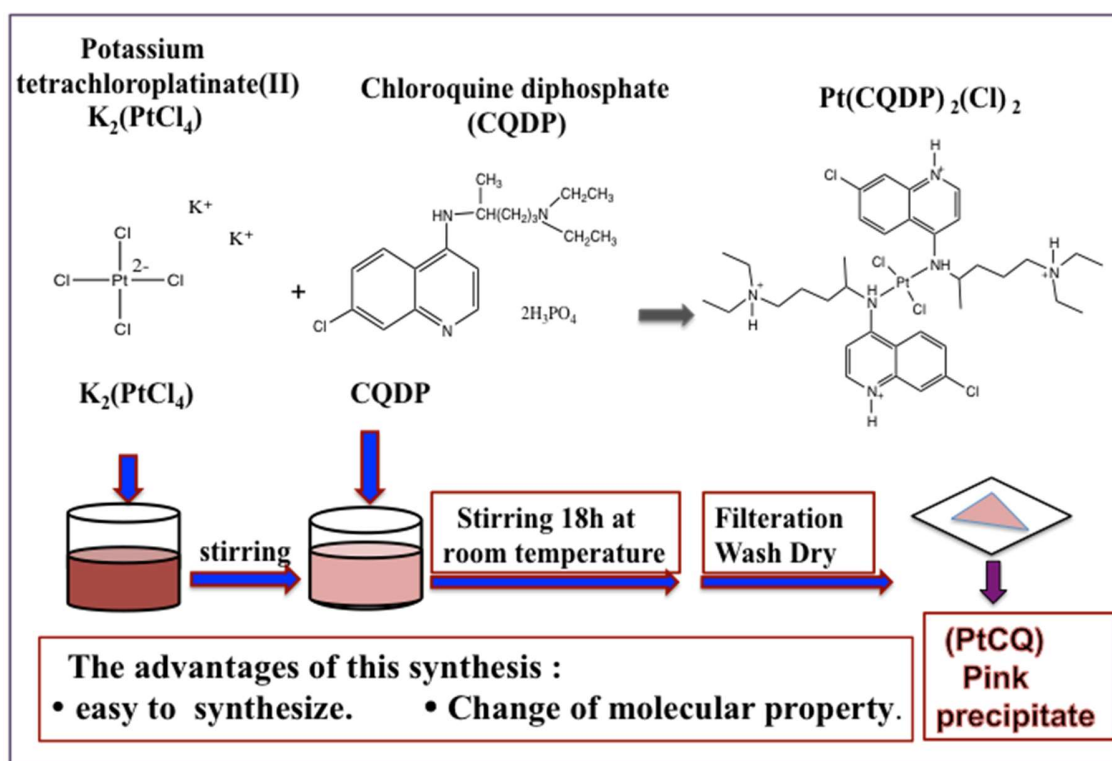 Potassium
tetrachloroplatinate(II)
K₂(PtCl₄)
Chloroquine diphosphate
(CQDP)
Pt(CQDP) ₂(Cl) ₂
K⁺
K⁺
Cl
2-
Cl
Pt
Cl
Cl
+
CH₃
CH₂CH₃
HN
CH(CH₂)₃N
CH₂CH₃
Cl
N
2H₃PO₄
H
N⁺
Cl
Cl
NH
Pt
Cl
H
N
H
N⁺
H
N⁺
H
Cl
N⁺
H
K₂(PtCl₄)
CQDP
stirring
Stirring 18h at
room temperature
Filteration
Wash Dry
The advantages of this synthesis :
• easy to synthesize.
• Change of molecular property.
(PtCQ)
Pink
precipitate